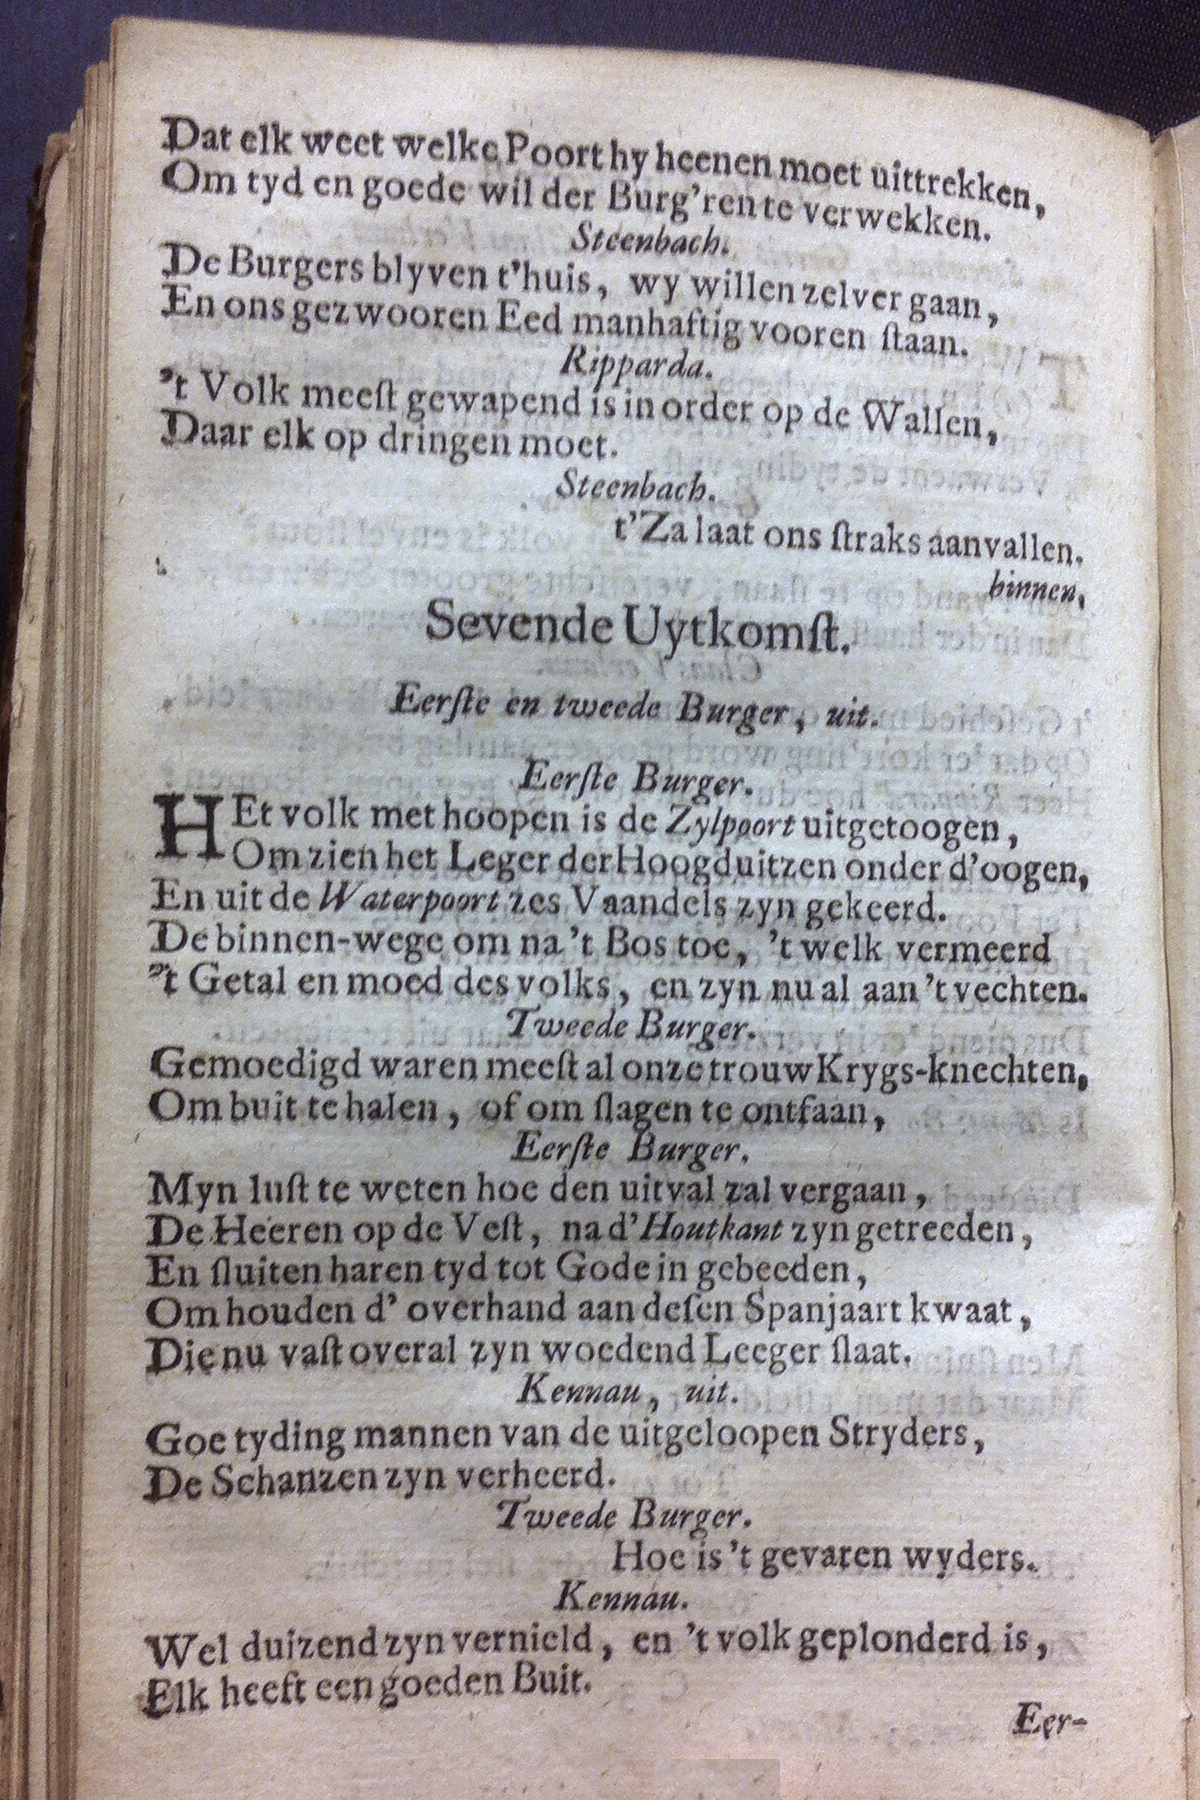 Dat elk weet welke Poort hy heenen moet uittrekken,
Om tyd en goede wil der Burg'ren te verwekken.
Steenbach.
De Burgers blyven t'huis, wy willen zelver gaan,
En ons gezwooren Eed manhaftig vooren ſtaan.
Ripparda.
't Volk meeſt gewapend is in order op de Wallen,
Daar elk op dringen moet.
Steenbach.
t'Za laat ons ſtraks aanvallen.
binnen,
Sevende Uytkomſt.
Eerſte en tweede Burger, uit.
Eerſte Burger.
HEt volk met hoopen is de Zylpoort uitgetoogen,
Om zien het Leger der Hoogduitzen onder d'oogen,
En uit de Waterpoort zes Vaandels zyn gekeerd.
De binnen-wege om na 't Bos toe, 't welk vermeerd
't Getal en moed des volks, en zyn nu al aan 't vechten.
Tweede Burger.
Gemoedigd waren meeſt al onze trouw Krygs-knechten,
Om buit te halen, of om ſlagen te ontfaan,
Eerſte Burger.
Myn luſt te weten hoe den uitval zal vergaan,
De Heeren op de Veſt, na d'Houtkant zyn getreeden,
En ſluiten haren tyd tot Gode in gebeeden,
Om houden d' overhand aan deſen Spanjaart kwaat,
Die nu vaſt overal zyn woedend Leeger ſlaat.
Kennau, uit.
Goe tyding mannen van de uitgeloopen Stryders,
De Schanzen zyn verheerd.
Tweede Burger.
Hoe is 't gevaren wyders.
Kennau.
Wel duizend zyn vernield, en 't volk geplonderd is,
Elk heeft een goeden Buit.
Eer-